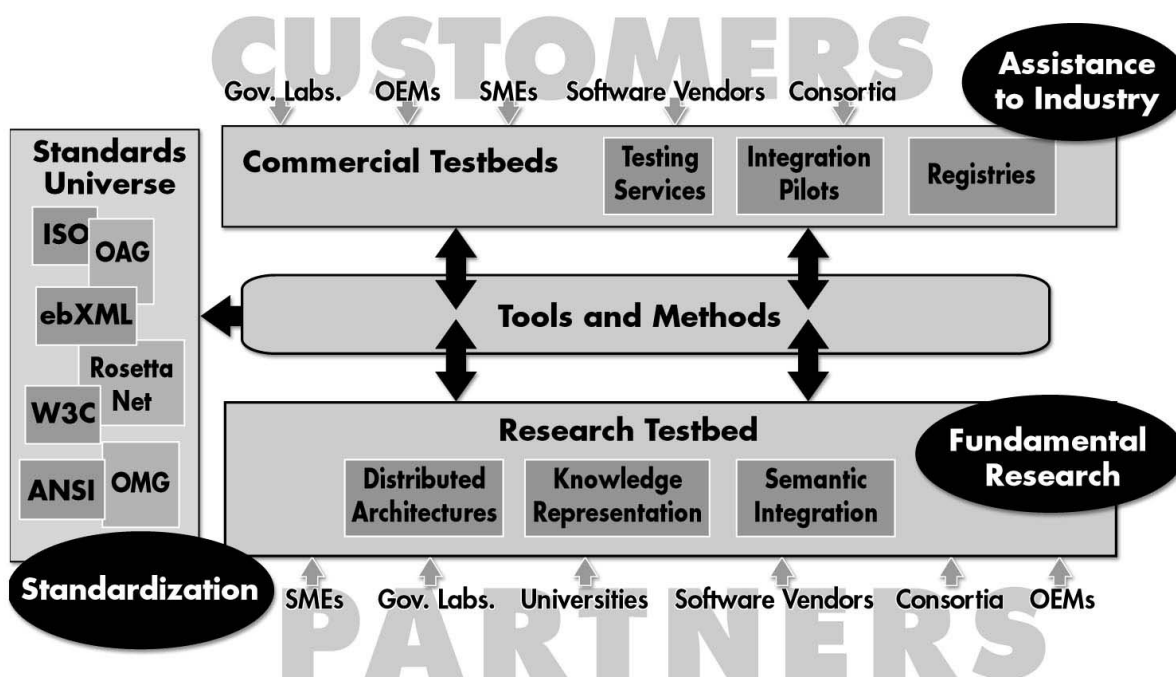 CUSTOMERS
Assistance
to Industry
Gov. Labs. OEMs SMEs Software Vendors Consortia
Standards
Universe
ISO
OAG
ebXML
Rosetta
Net
W3C
ANSI
OMG
Standardization
Commercial Testbeds
Testing
Services
Integration
Pilots
Registries
Tools and Methods
Research Testbed
Fundamental
Research
Distributed
Architectures
Knowledge
Representation
Semantic
Integration
SMEs Gov. Labs. Universities Software Vendors Consortia OEMs
PARTNERS